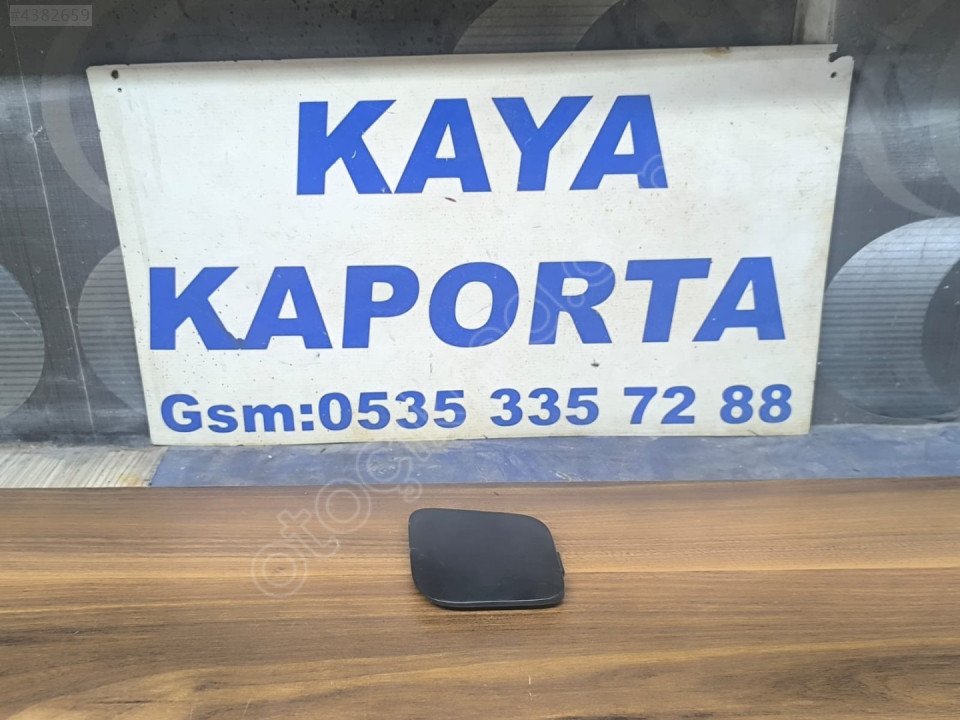 #4382659
KAYA
KAPORTA
Gsm:0535 335 72 88